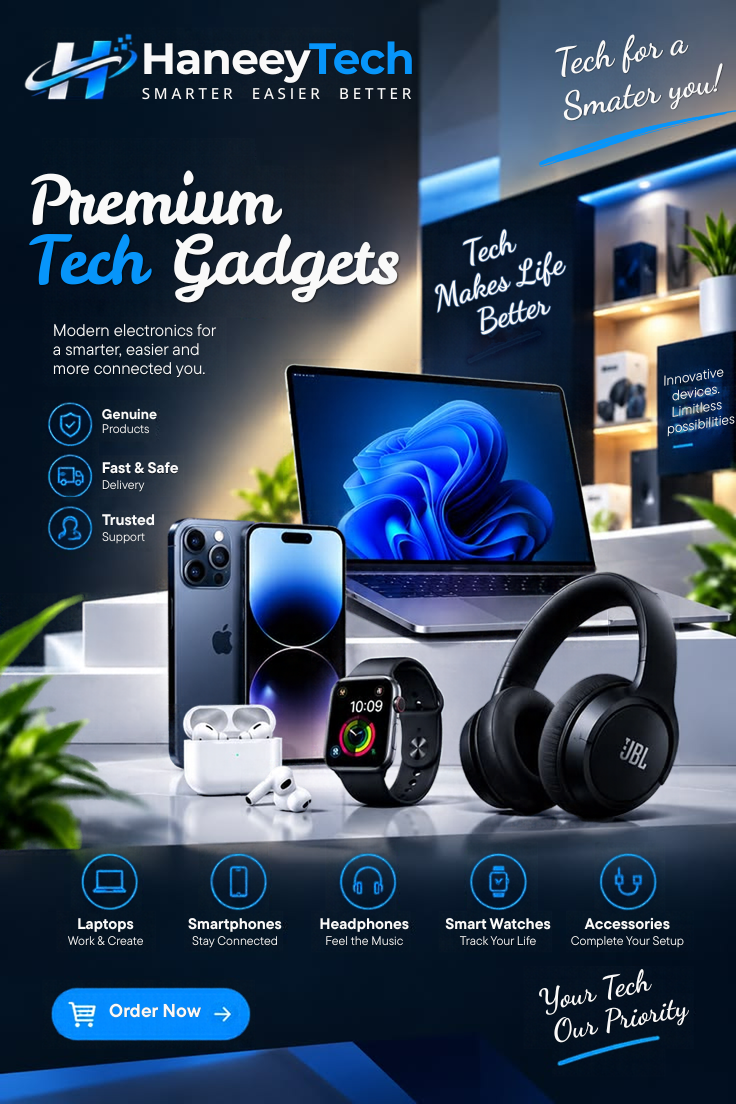 HaneeyTech
SMARTER EASIER BETTER
Tech for a
Smater you!
Premium
Tech Gadgets
Tech
Makes Life
Better
Modern electronics for
a smarter, easier and
more connected you.
Innovative
devices.
Limitless
possibilities
Genuine
Products
Fast & Safe
Delivery
Trusted
Support
10:09
JBL
Laptops
Work & Create
Smartphones
Stay Connected
Headphones
Feel the Music
Smart Watches
Track Your Life
Accessories
Complete Your Setup
Order Now
Your Tech
Our Priority